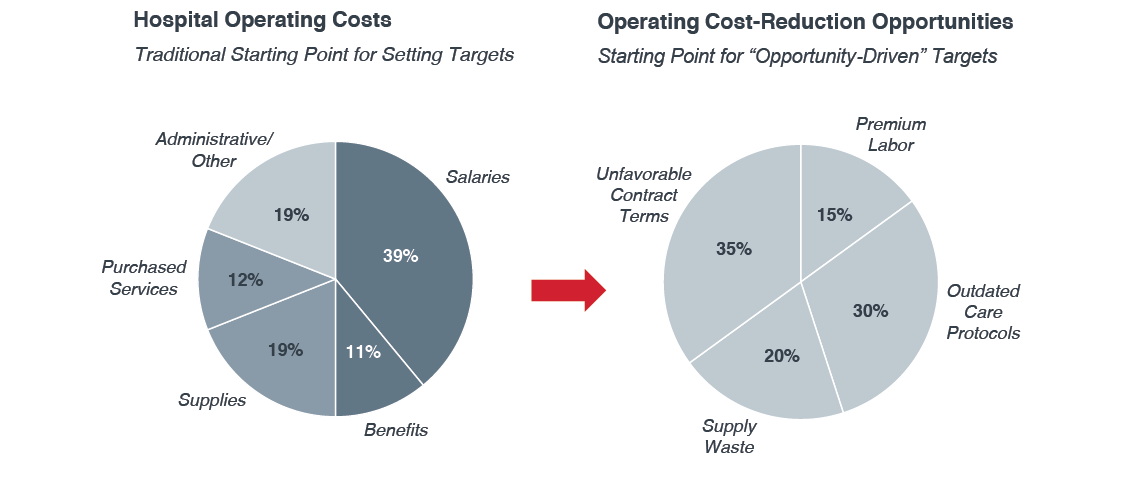 Hospital Operating Costs
Traditional Starting Point for Setting Targets
Administrative/
Other
19%
Salaries
39%
Purchased
Services
12%
Supplies
19%
Benefits
11%
Operating Cost-Reduction Opportunities
Starting Point for “Opportunity-Driven” Targets
Premium
Labor
15%
Unfavorable
Contract
Terms
35%
Outdated
Care
Protocols
30%
Supply
Waste
20%